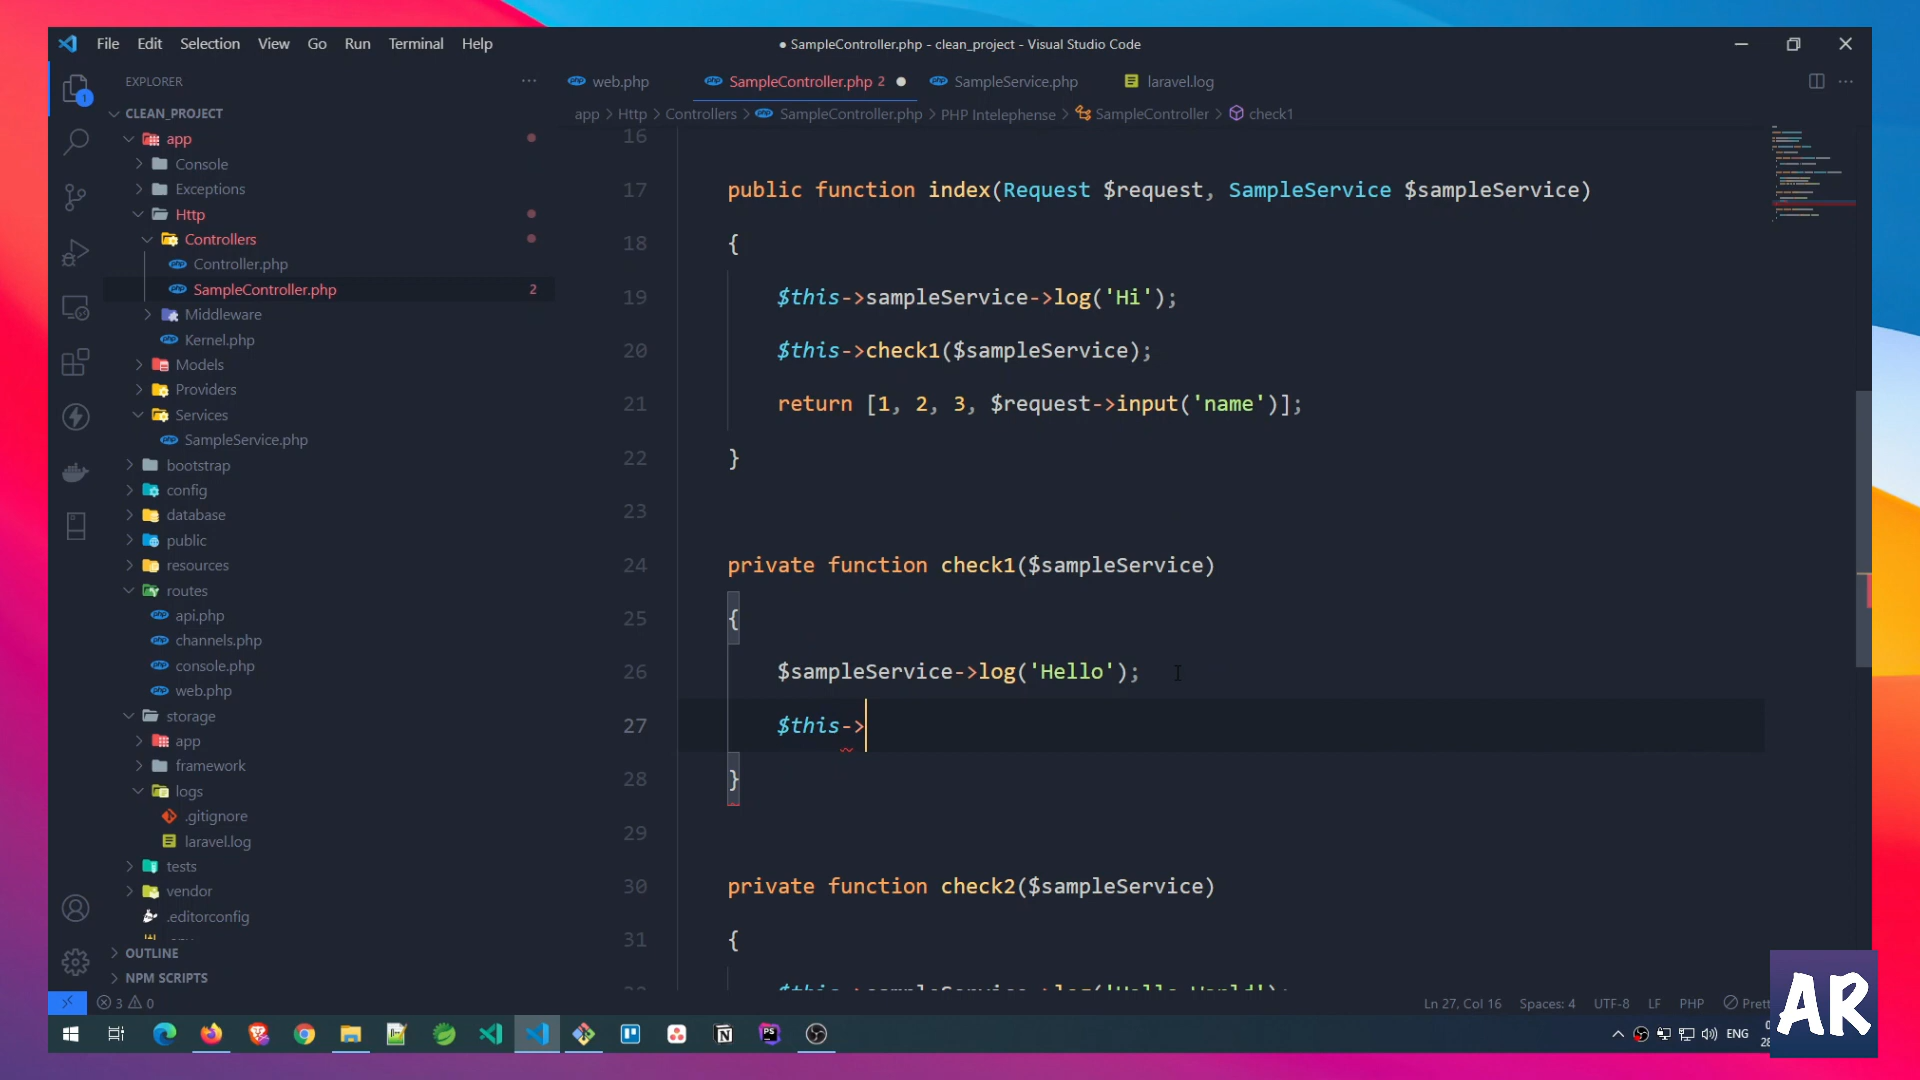 File Edit Selection View Go Run Terminal Help
● SampleController.php - clean_project - Visual Studio Code
EXPLORER
web.php SampleController.php 2 SampleService.php laravel.log
app > Http > Controllers > SampleController.php > PHP Intelephense > SampleController > check1
1
CLEAN_PROJECT
app
Console
Exceptions
Http
Controllers
Controller.php
SampleController.php 2
Middleware
Kernel.php
Models
Providers
Services
SampleService.php
bootstrap
config
database
public
resources
routes
api.php
channels.php
console.php
web.php
storage
app
framework
logs
.gitignore
laravel.log
tests
vendor
.editorconfig
OUTLINE
NPM SCRIPTS
16
17 public function index(Request $request, SampleService $sampleService)
18 {
19 $this->sampleService->log('Hi');
20 $this->check1($sampleService);
21 return [1, 2, 3, $request->input('name')];
22 }
23
24 private function check1($sampleService)
25 {
26 $sampleService->log('Hello');
27 $this->
28 }
29
30 private function check2($sampleService)
31 {
$this->sampleService->log('Hello World');
3 0
Ln 27, Col 16 Spaces: 4 UTF-8 LF PHP
ENG
AR